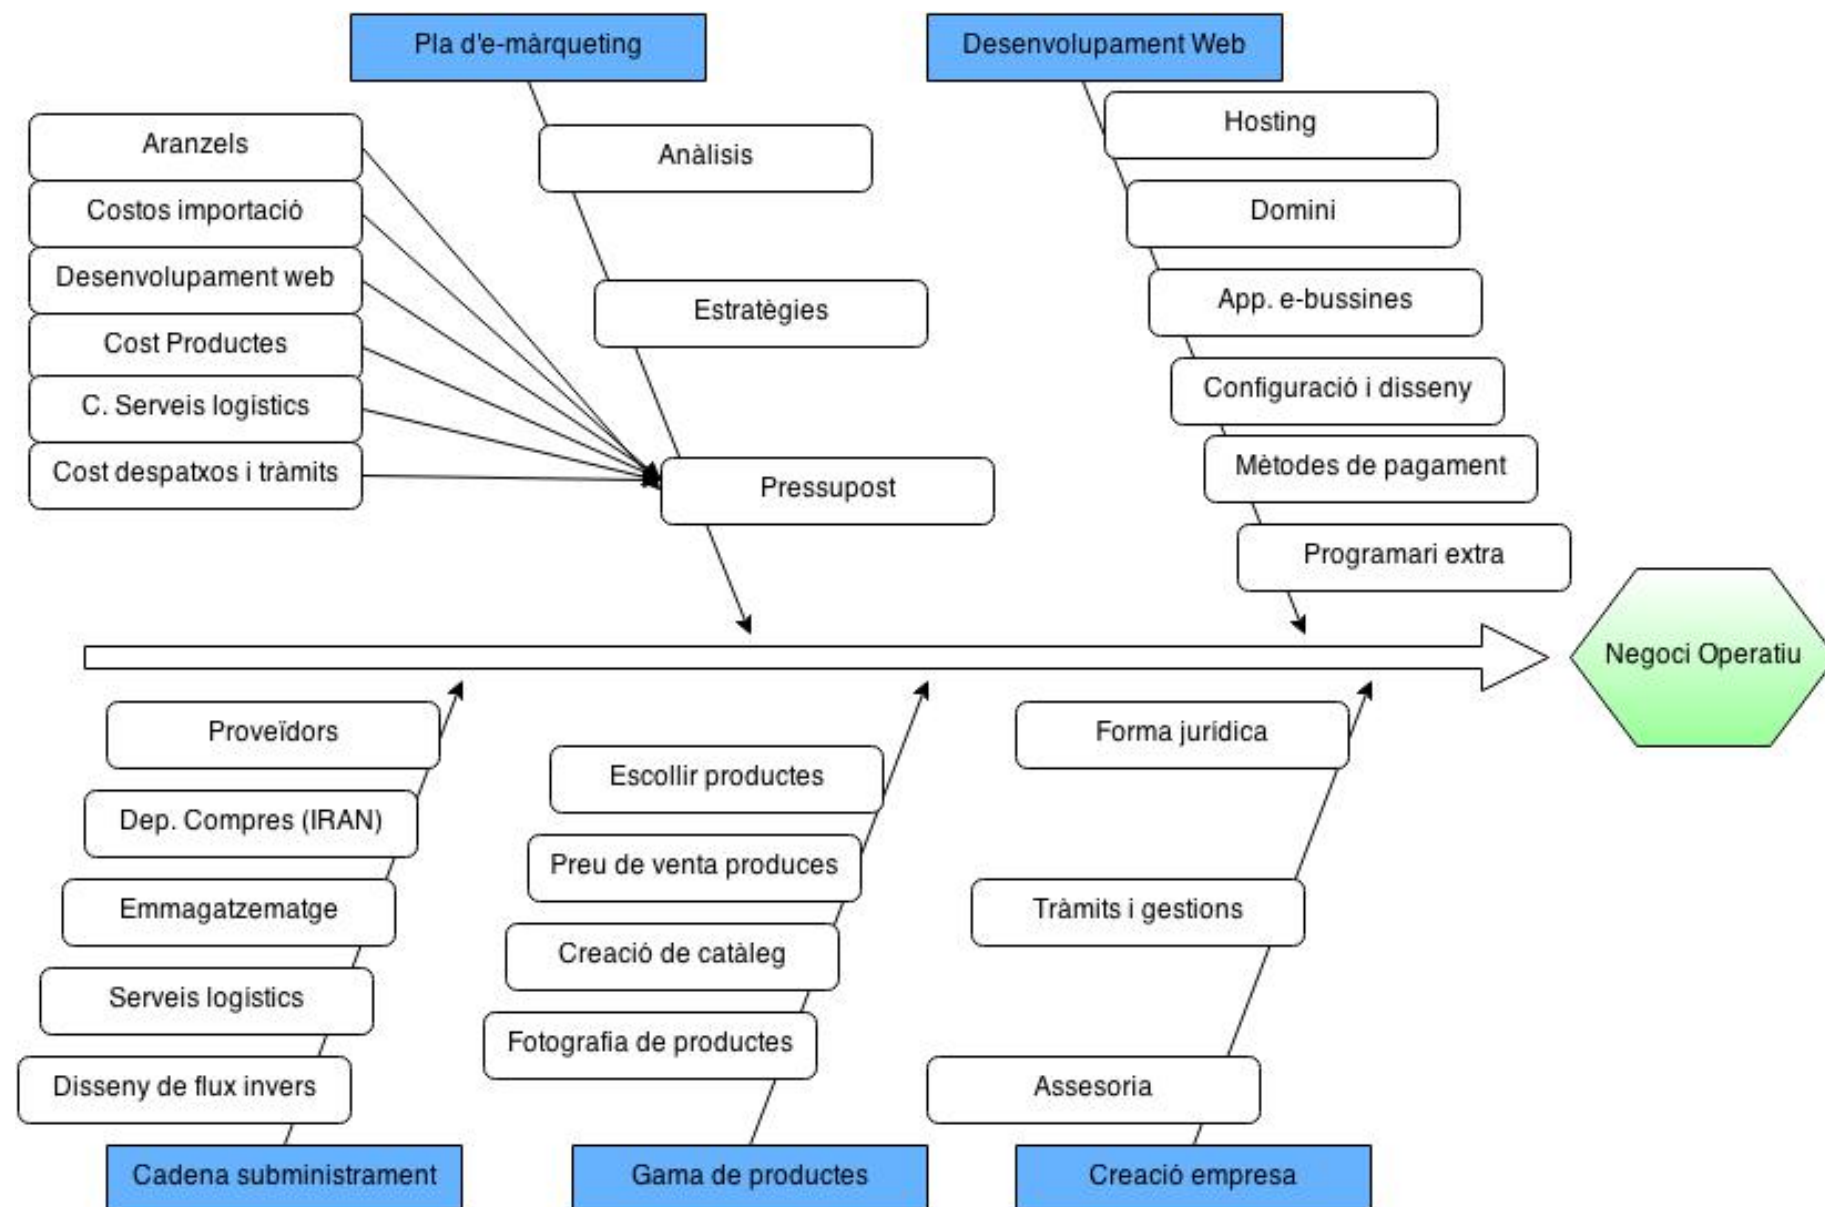 Pla d'e-màrqueting
Desenvolupament Web
Aranzels
Costos importació
Desenvolupament web
Cost Productes
C. Serveis logístics
Cost despatxos i tràmits
Anàlisis
Estratègies
Pressupost
Hosting
Domini
App. e-bussines
Configuració i disseny
Mètodes de pagament
Programari extra
Negoci Operatiu
Proveïdors
Dep. Compres (IRAN)
Emmagatzematge
Serveis logístics
Disseny de flux invers
Cadena subministrament
Escollir productes
Preu de venta produces
Creació de catàleg
Fotografia de productes
Gama de productes
Forma jurídica
Tràmits i gestions
Assesoria
Creació empresa